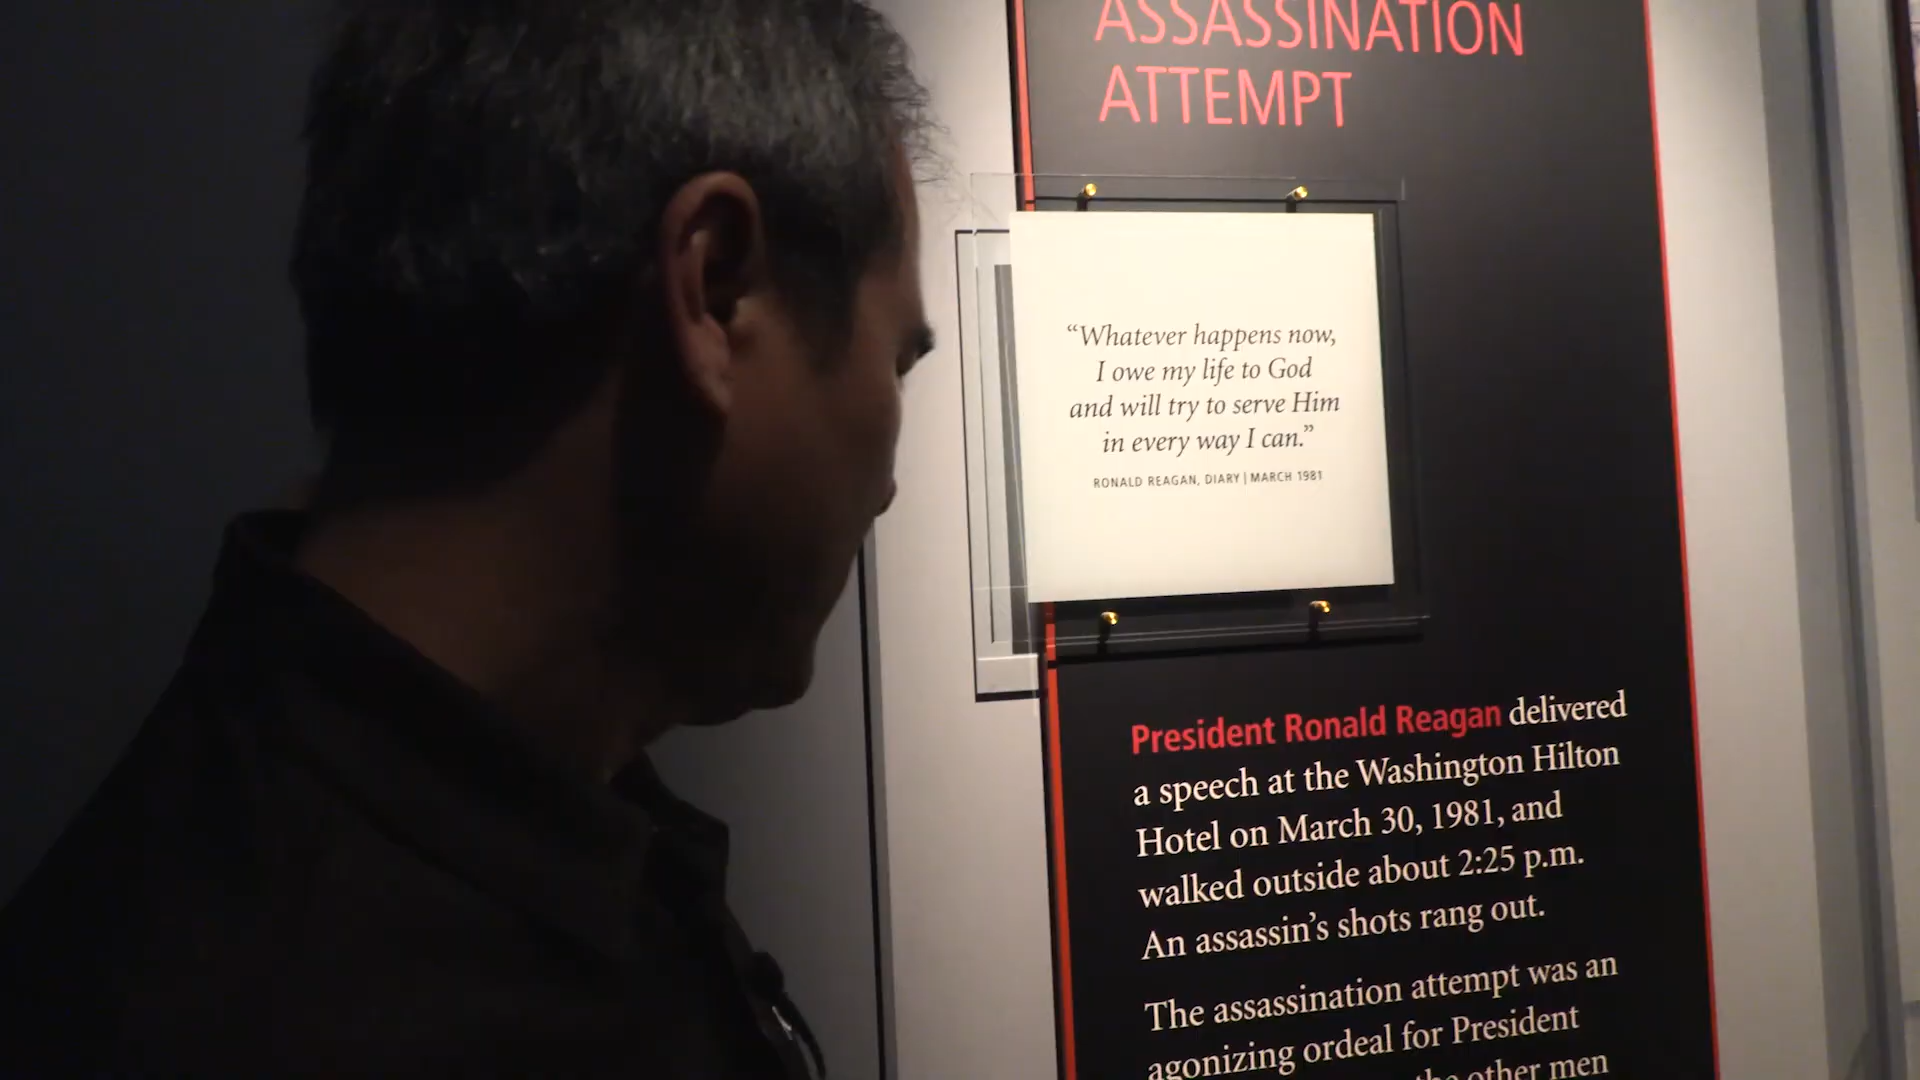 ASSASSINATION
ATTEMPT
“Whatever happens now,
I owe my life to God
and will try to serve Him
in every way I can.”
RONALD REAGAN, DIARY | MARCH 1981
President Ronald Reagan delivered
a speech at the Washington Hilton
Hotel on March 30, 1981, and
walked outside about 2:25 p.m.
An assassin’s shots rang out.
The assassination attempt was an
agonizing ordeal for President
the other men